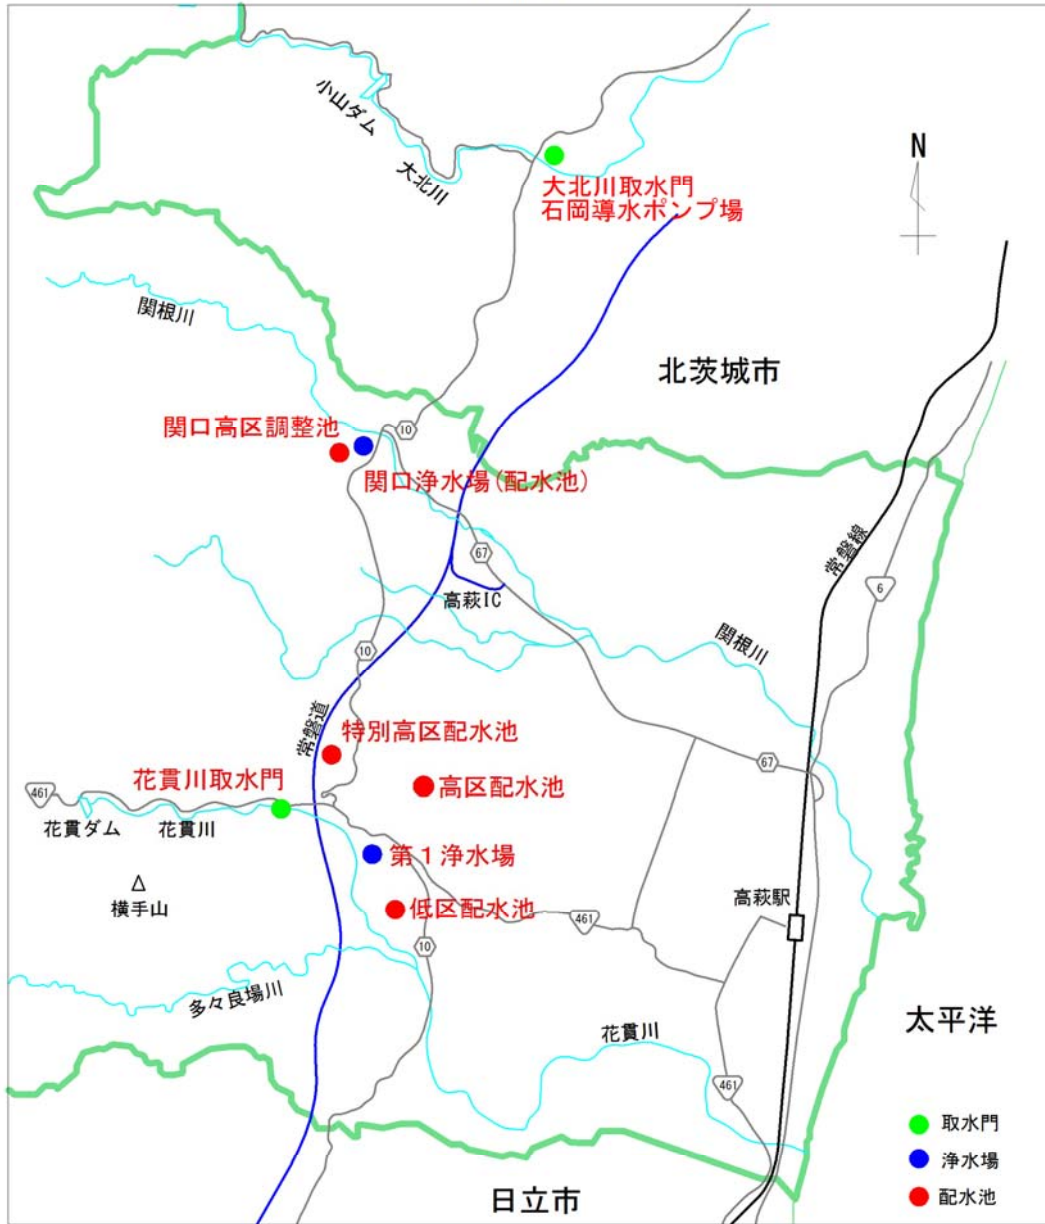 小山ダム
大北川
N
大北川取水門
石岡導水ポンプ場
関根川
北茨城市
関口高区調整池
10
関口浄水場(配水池)
67
常磐線
高萩IC
6
関根川
10
常磐道
特別高区配水池
67
花貫川取水門
高区配水池
461
花貫ダム
花貫川
第1浄水場
横手山
高萩駅
低区配水池
461
10
多々良場川
太平洋
花貫川
461
取水門
浄水場
日立市
配水池